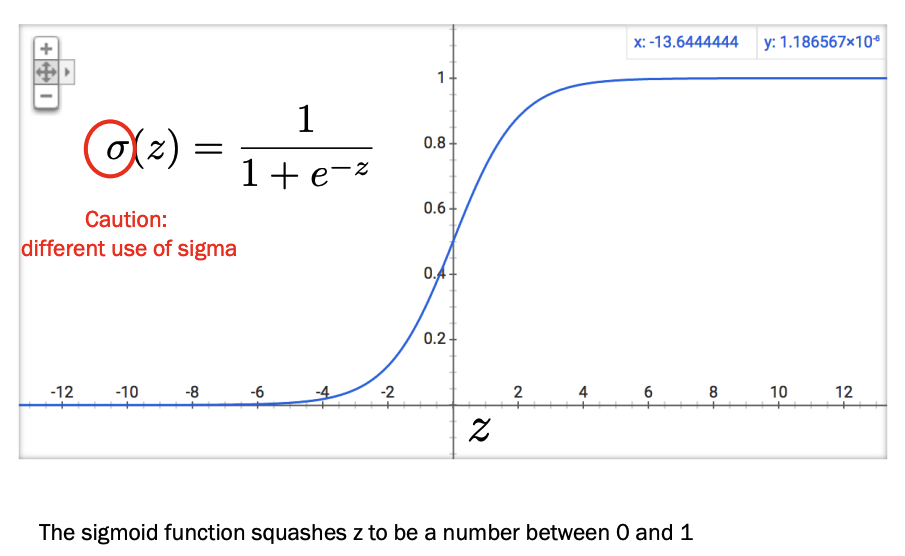 x: -13.6444444 y: 1.186567×10⁻⁶
σ(z) = 1 / (1 + e^{-z})
Caution:
different use of sigma
1
0.8
0.6
0.4
0.2
-12 -10 -8 -6 -4 -2 2 4 6 8 10 12
z
The sigmoid function squashes z to be a number between 0 and 1